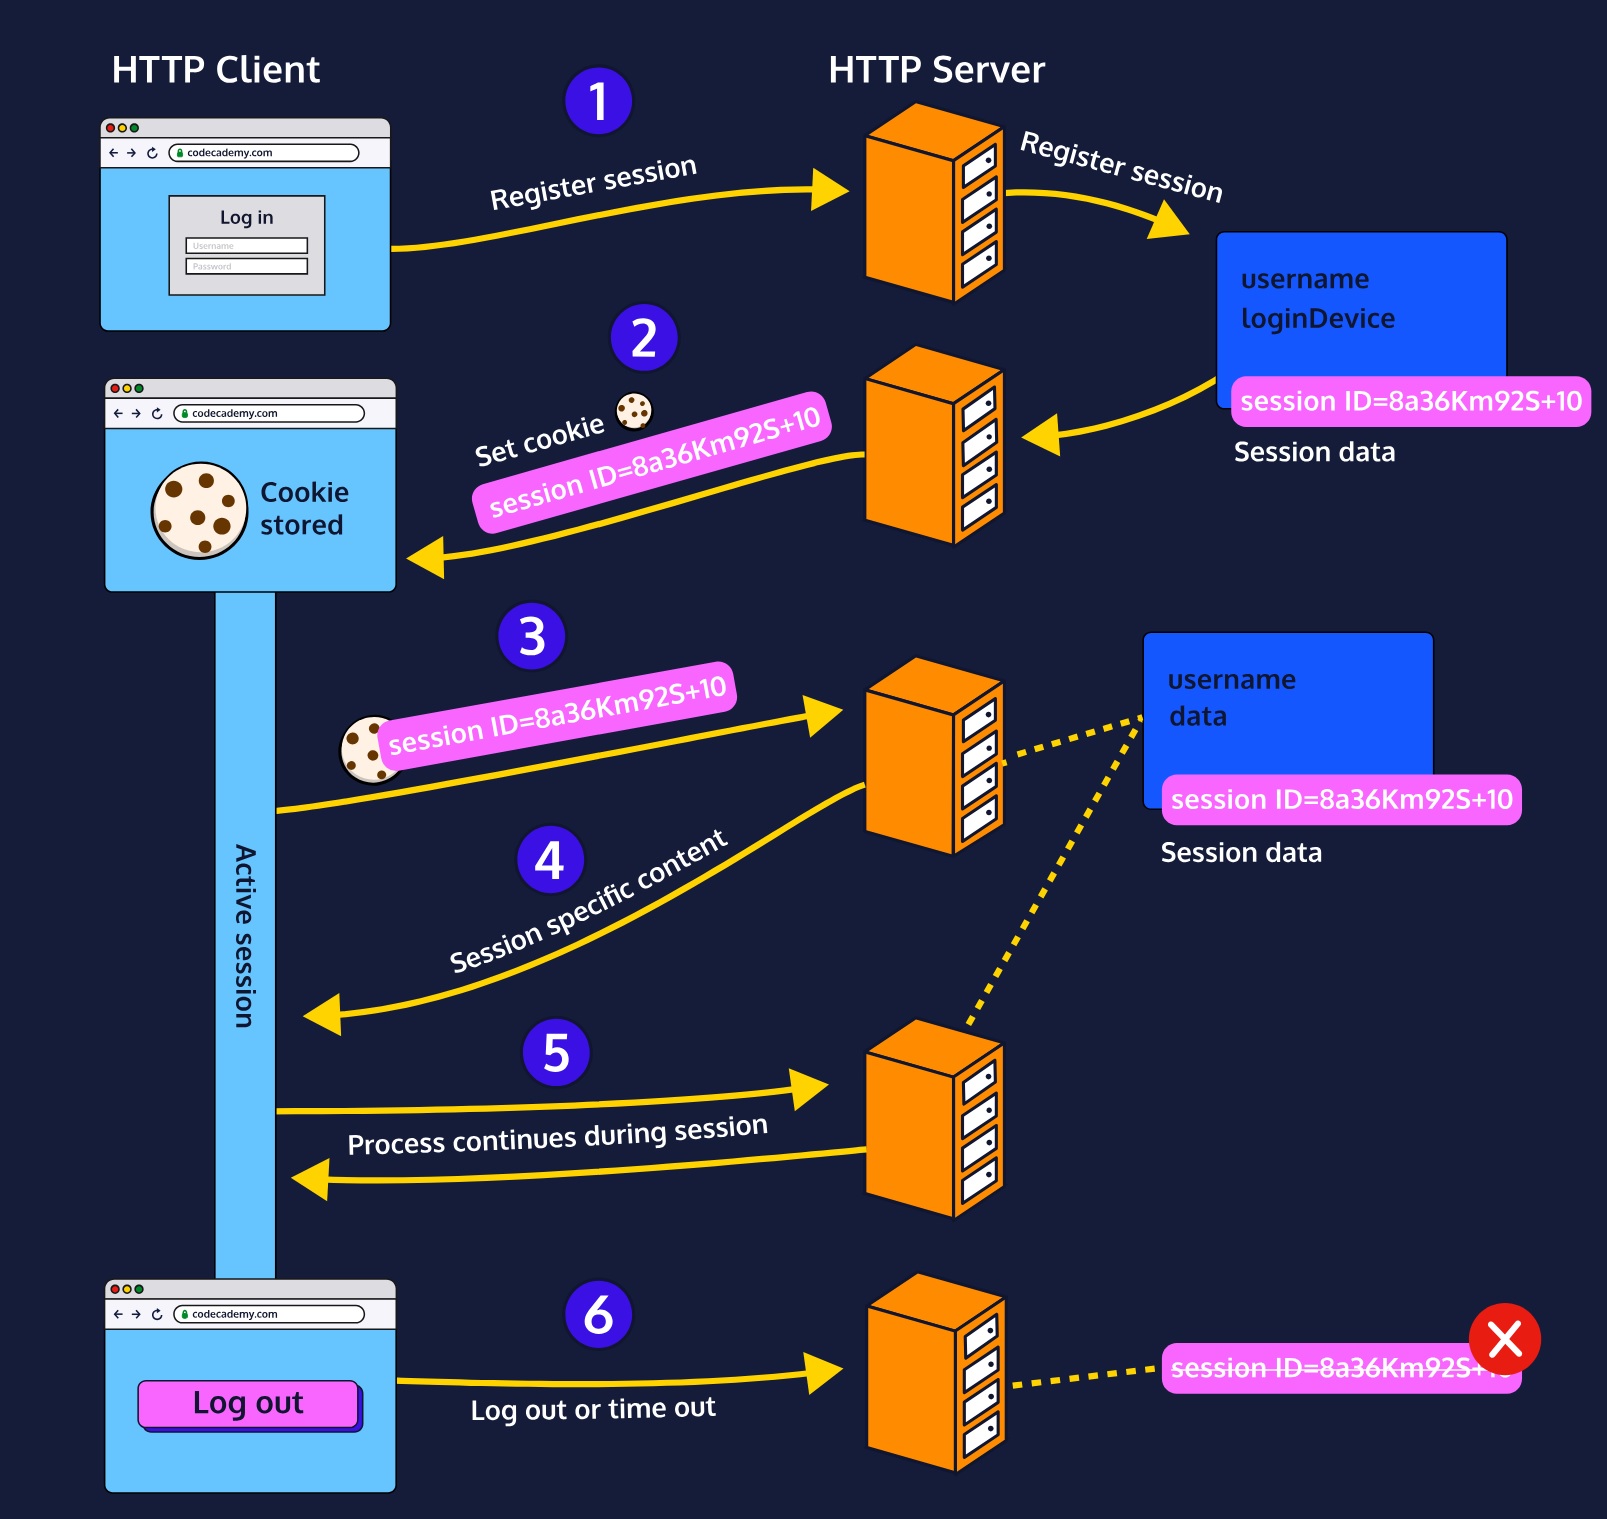 HTTP Client
HTTP Server
1
codecademy.com
Log in
Username
Password
Register session
Register session
username
loginDevice
session ID=8a36Km92S+10
Session data
2
Set cookie
session ID=8a36Km92S+10
codecademy.com
Cookie
stored
3
session ID=8a36Km92S+10
username
data
session ID=8a36Km92S+10
Session data
4
Session specific content
Active session
5
Process continues during session
6
codecademy.com
Log out
Log out or time out
session ID=8a36Km92S+